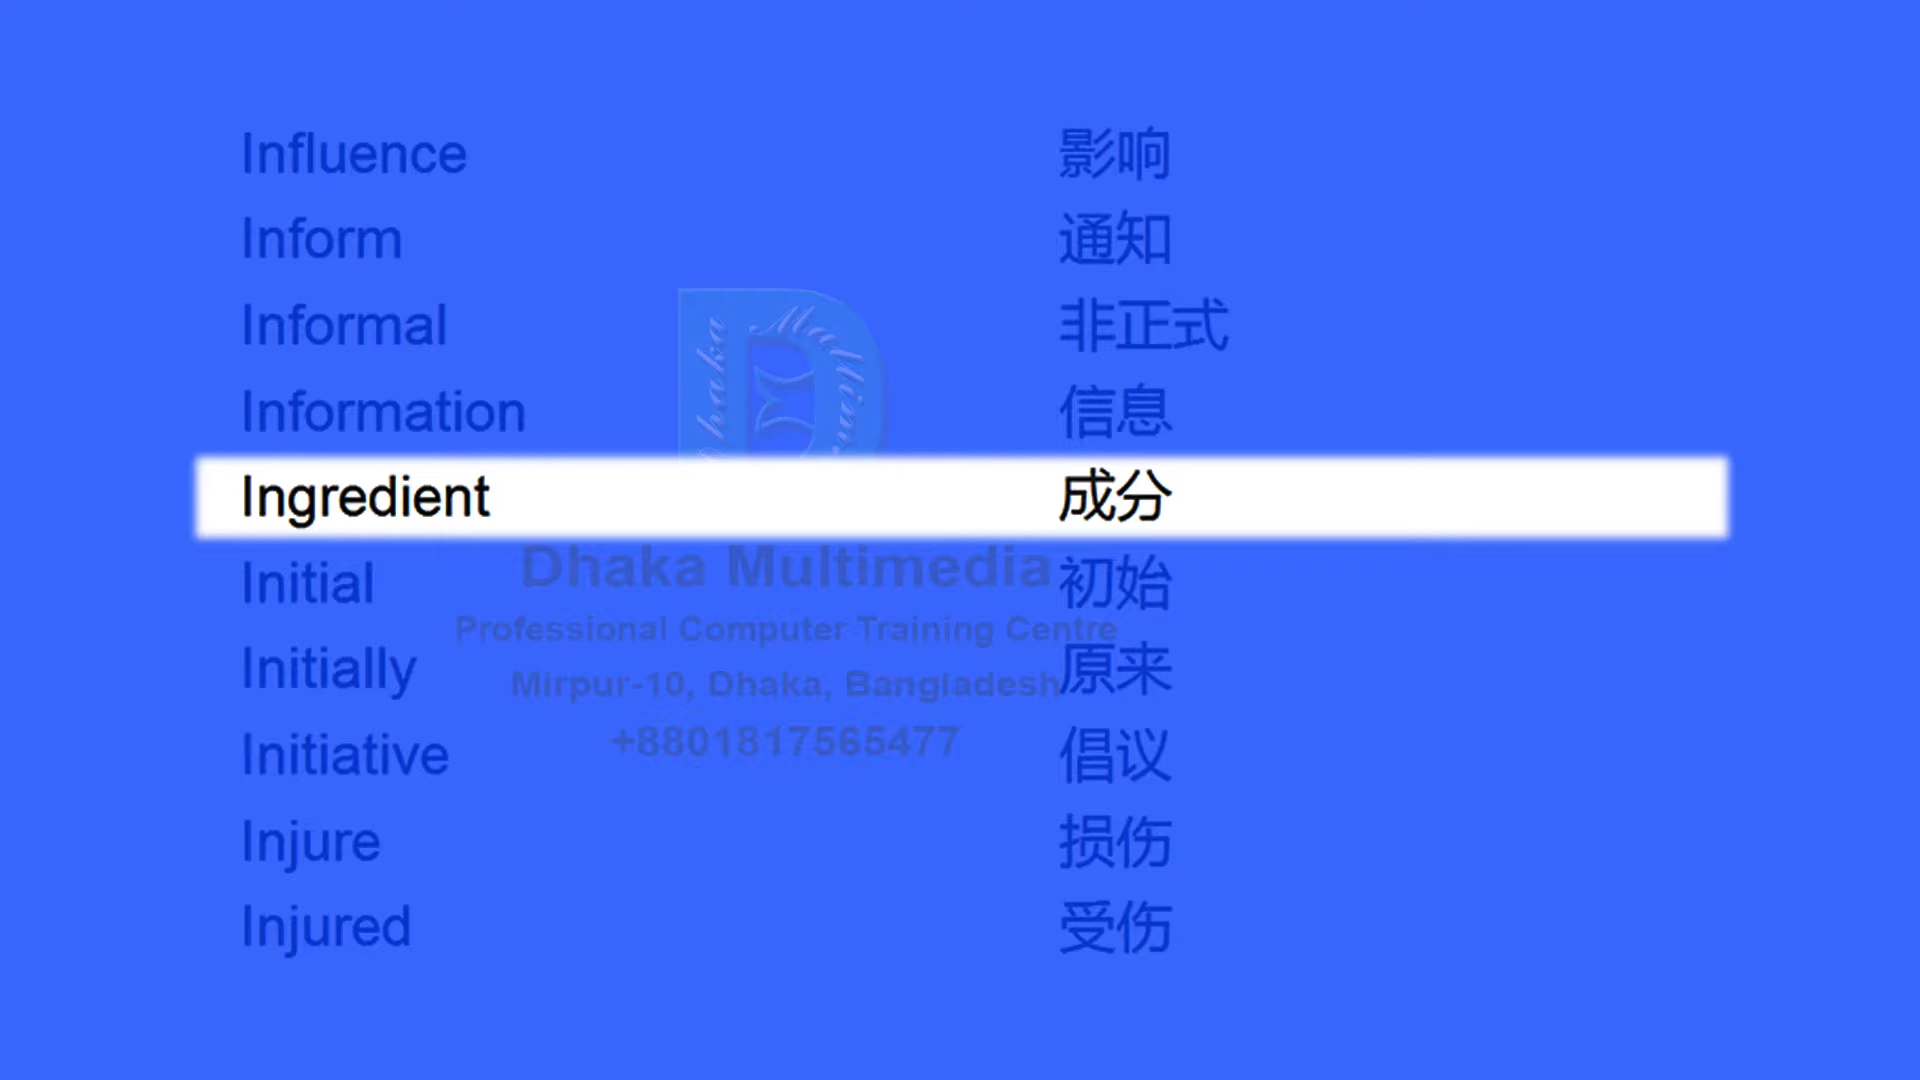 Influence 影响
Inform 通知
Informal 非正式
Information 信息
Ingredient 成分
Dhaka Multimedia
Initial 初始
Professional Computer Training Centre
Initially 原来
Mirpur-10, Dhaka, Bangladesh
Initiative 倡议
+8801817565477
Injure 损伤
Injured 受伤